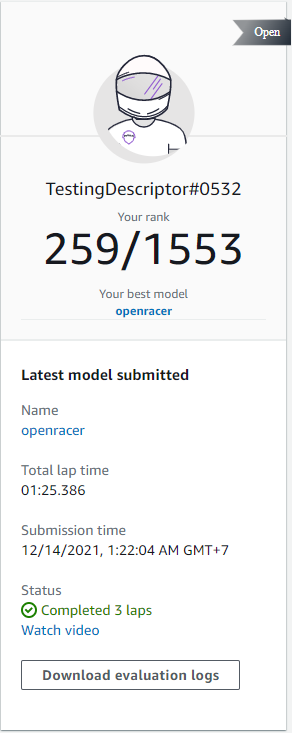 Open
TestingDescriptor#0532
Your rank
259/1553
Your best model
openracer
Latest model submitted
Name
openracer
Total lap time
01:25.386
Submission time
12/14/2021, 1:22:04 AM GMT+7
Status
Completed 3 laps
Watch video
Download evaluation logs